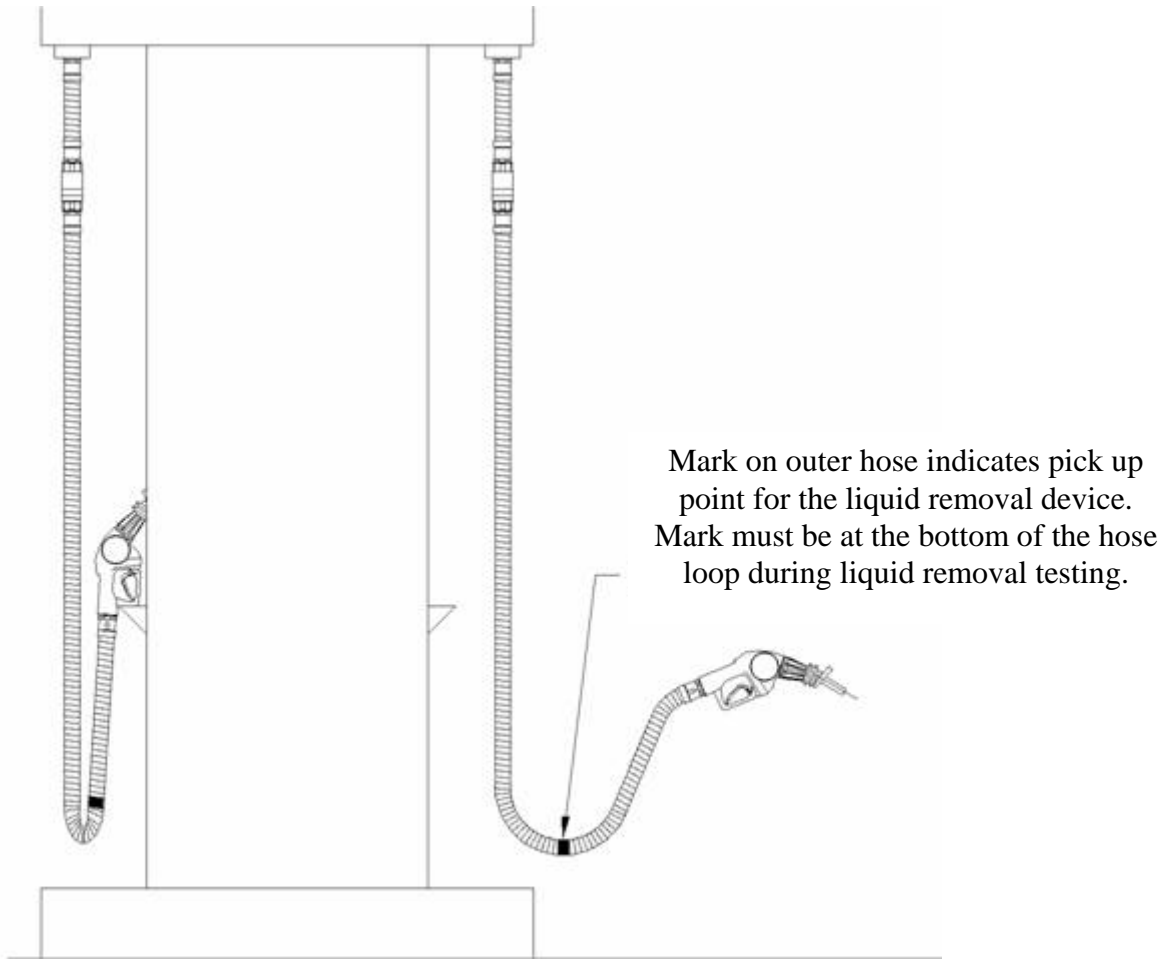 Mark on outer hose indicates pick up
point for the liquid removal device.
Mark must be at the bottom of the hose
loop during liquid removal testing.